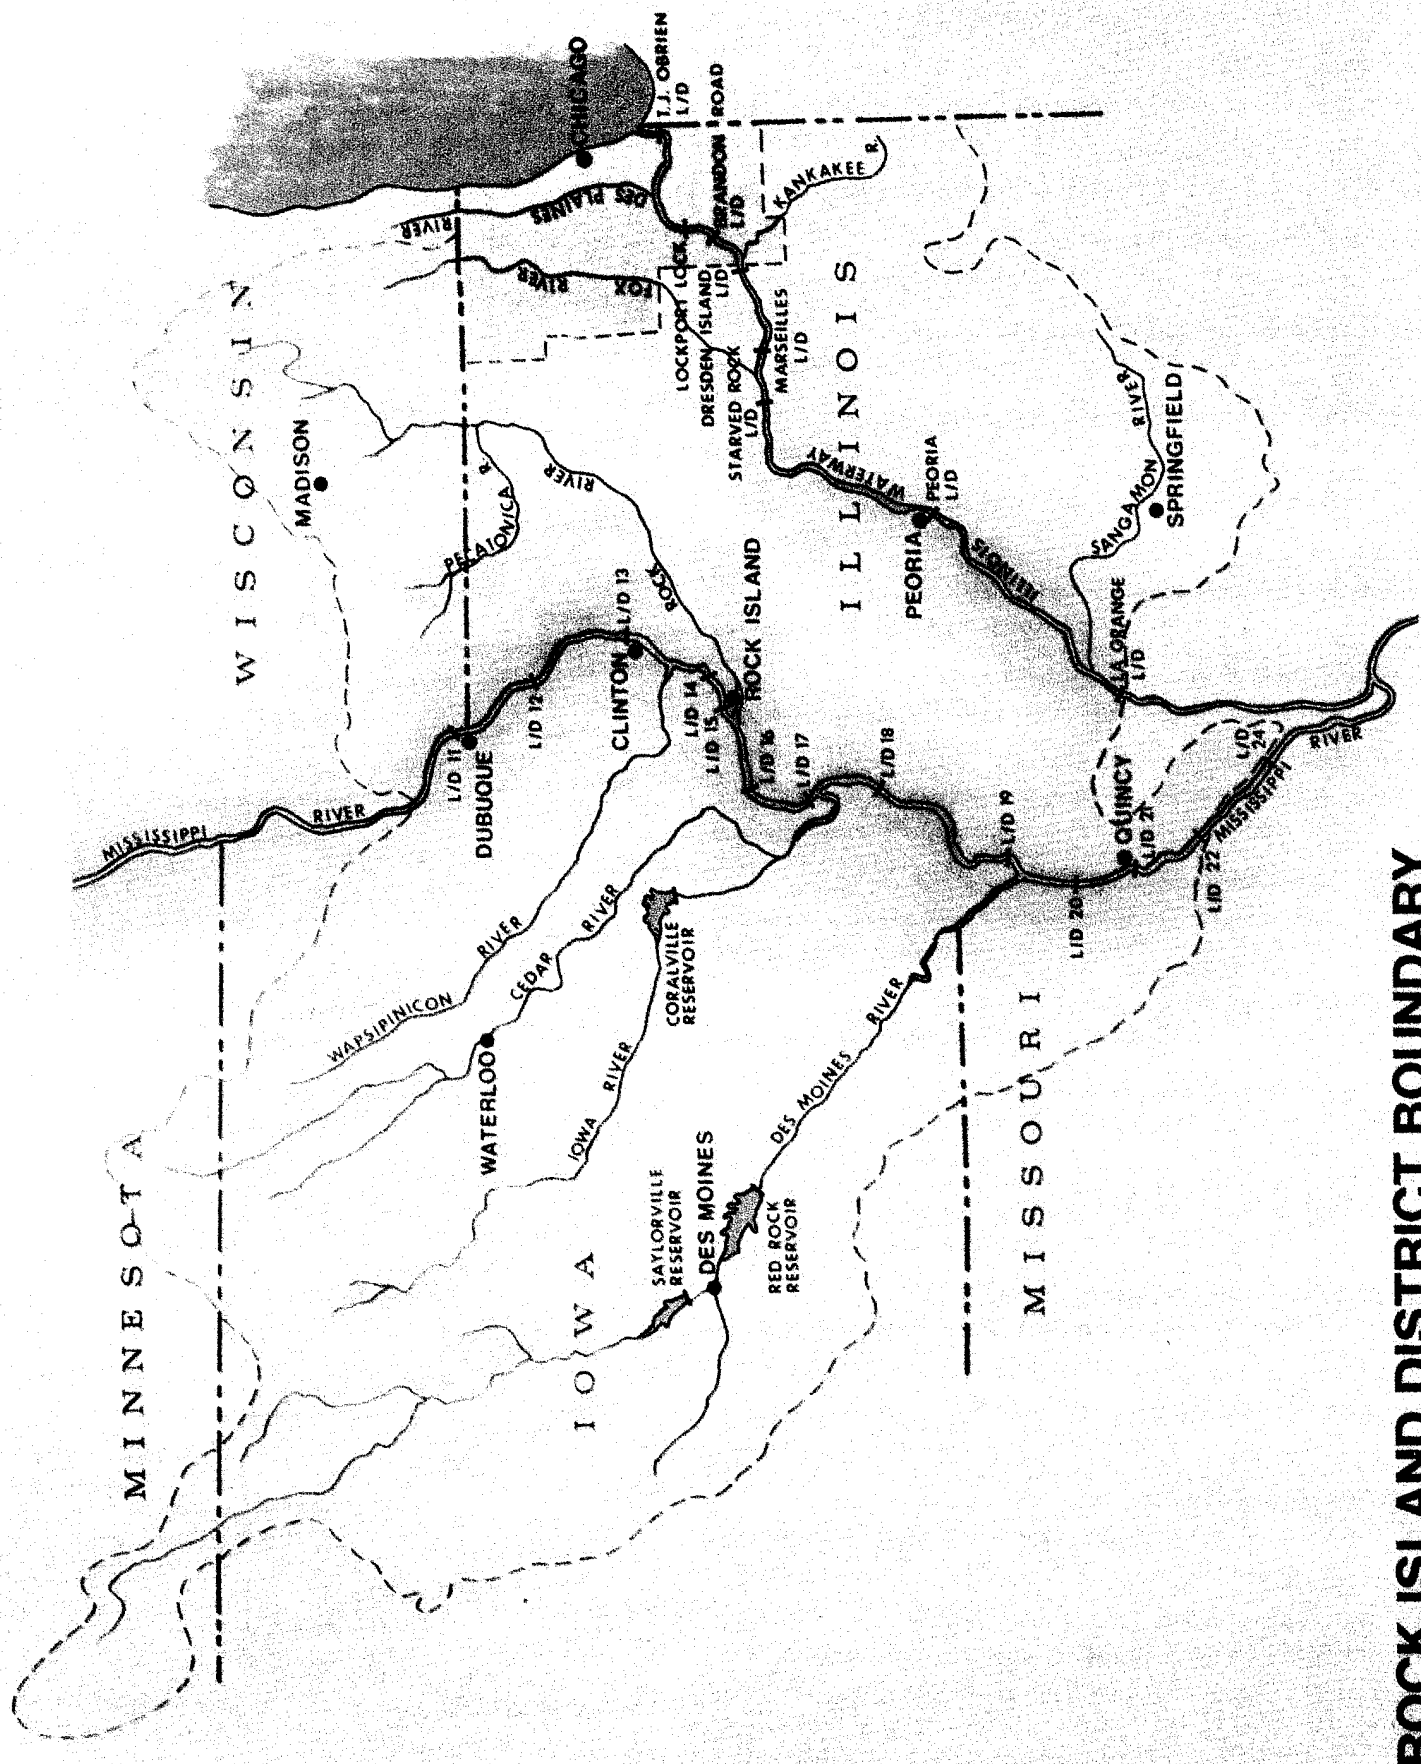 MINNESOTA
WISCONSIN
MISSISSIPPI
RIVER
MADISON
RIVER
DES PLAINES
CHICAGO
T.J. OBRIEN
L/D
L/D 11
DUBUQUE
PECATONICA
R.
RIVER
FOX
L/D 12
WAPSIPINICON
RIVER
CEDAR
RIVER
WATERLOO
RIVER
ROCK
CLINTON
L/D 13
LOCKPORT LOCK
BRANDON ROAD
L/D
DRESDEN ISLAND
L/D
STARVED ROCK
L/D
MARSEILLES
L/D
KANKAKEE R.
IOWA
IOWA
RIVER
CORALVILLE
RESERVOIR
L/D 14
L/D 15
ROCK ISLAND
L/D 16
L/D 17
SAYLORVILLE
RESERVOIR
DES MOINES
RED ROCK
RESERVOIR
DES MOINES
RIVER
L/D 18
ILLINOIS
WATERWAY
ILLINOIS
PEORIA
PEORIA
L/D
L/D 19
L/D 20
MISSOURI
QUINCY
L/D 21
L/D 22
LA GRANGE
L/D
SANGAMON
RIVER
SPRINGFIELD
L/D
24
MISSISSIPPI
RIVER
ROCK ISLAND DISTRICT BOUNDARY